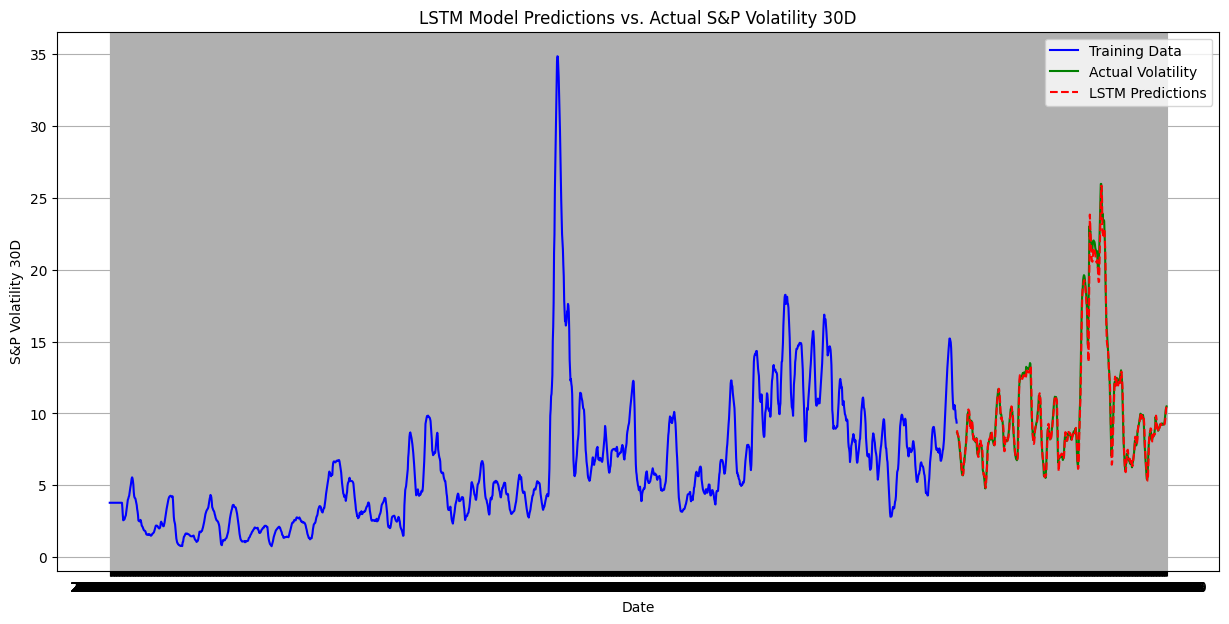 LSTM Model Predictions vs. Actual S&P Volatility 30D
Training Data
Actual Volatility
LSTM Predictions
35
30
25
20
15
10
5
0
S&P Volatility 30D
Date